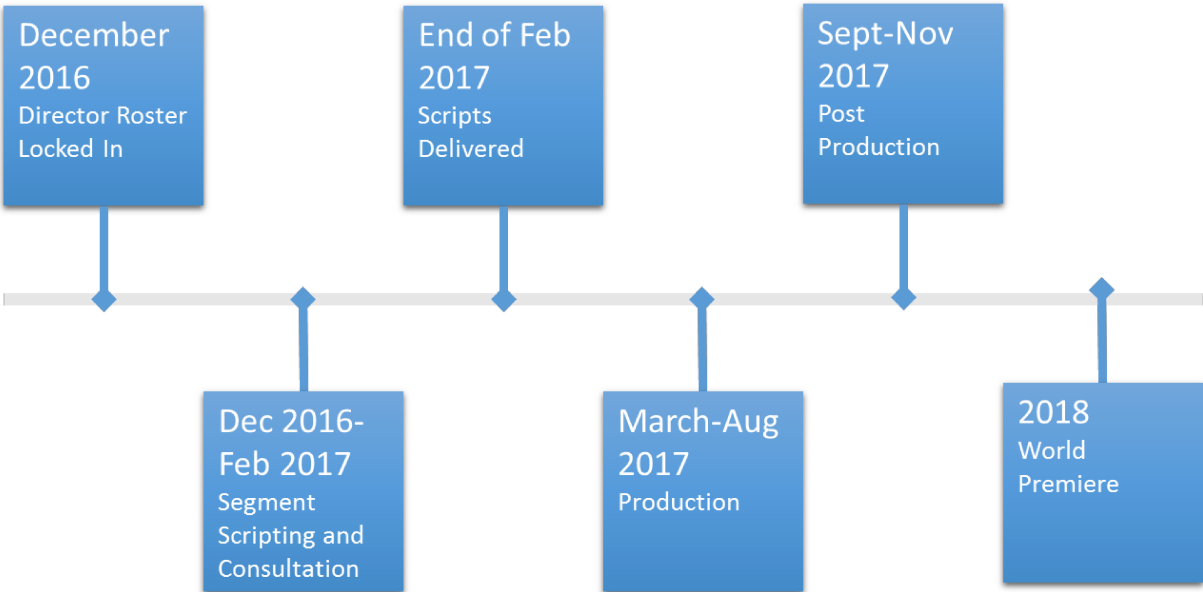 December
2016
Director Roster
Locked In
Dec 2016-
Feb 2017
Segment
Scripting and
Consultation
End of Feb
2017
Scripts
Delivered
March-Aug
2017
Production
Sept-Nov
2017
Post
Production
2018
World
Premiere